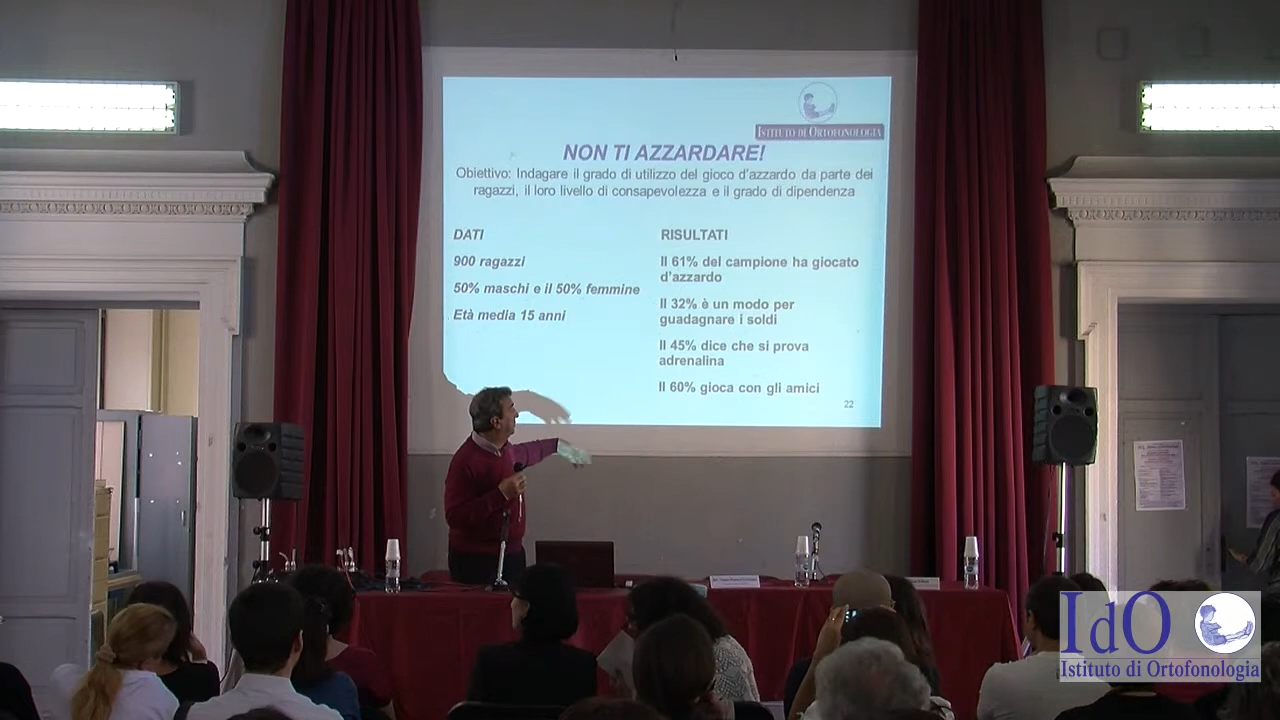 ISTITUTO DI ORTOFONOLOGIA
NON TI AZZARDARE!
Obiettivo: Indagare il grado di utilizzo del gioco d'azzardo da parte dei
ragazzi, il loro livello di consapevolezza e il grado di dipendenza
DATI
900 ragazzi
50% maschi e il 50% femmine
Età media 15 anni
RISULTATI
Il 61% del campione ha giocato
d'azzardo
Il 32% è un modo per
guadagnare i soldi
Il 45% dice che si prova
adrenalina
Il 60% gioca con gli amici
22
IdO
Istituto di Ortofonologia